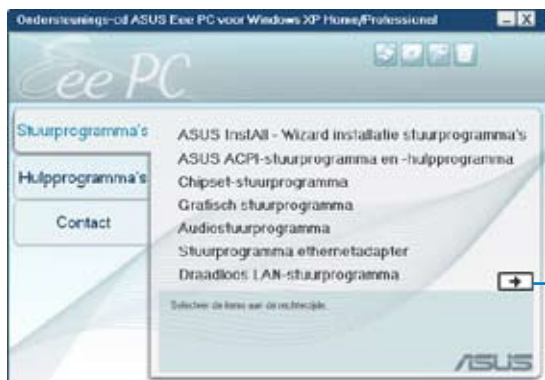 Ondersteunings-cd ASUS Eee PC voor Windows XP Home/Professional
Eee PC
Stuurprogramma's
ASUS InstAll - Wizard installatie stuurprogramma's
ASUS ACPI-stuurprogramma en -hulpprogramma
Hulpprogramma's
Chipset-stuurprogramma
Grafisch stuurprogramma
Contact
Audiostuurprogramma
Stuurprogramma ethernetadapter
Draadloos LAN-stuurprogramma
Selecteer de items aan de rechterzijde.
ASUS